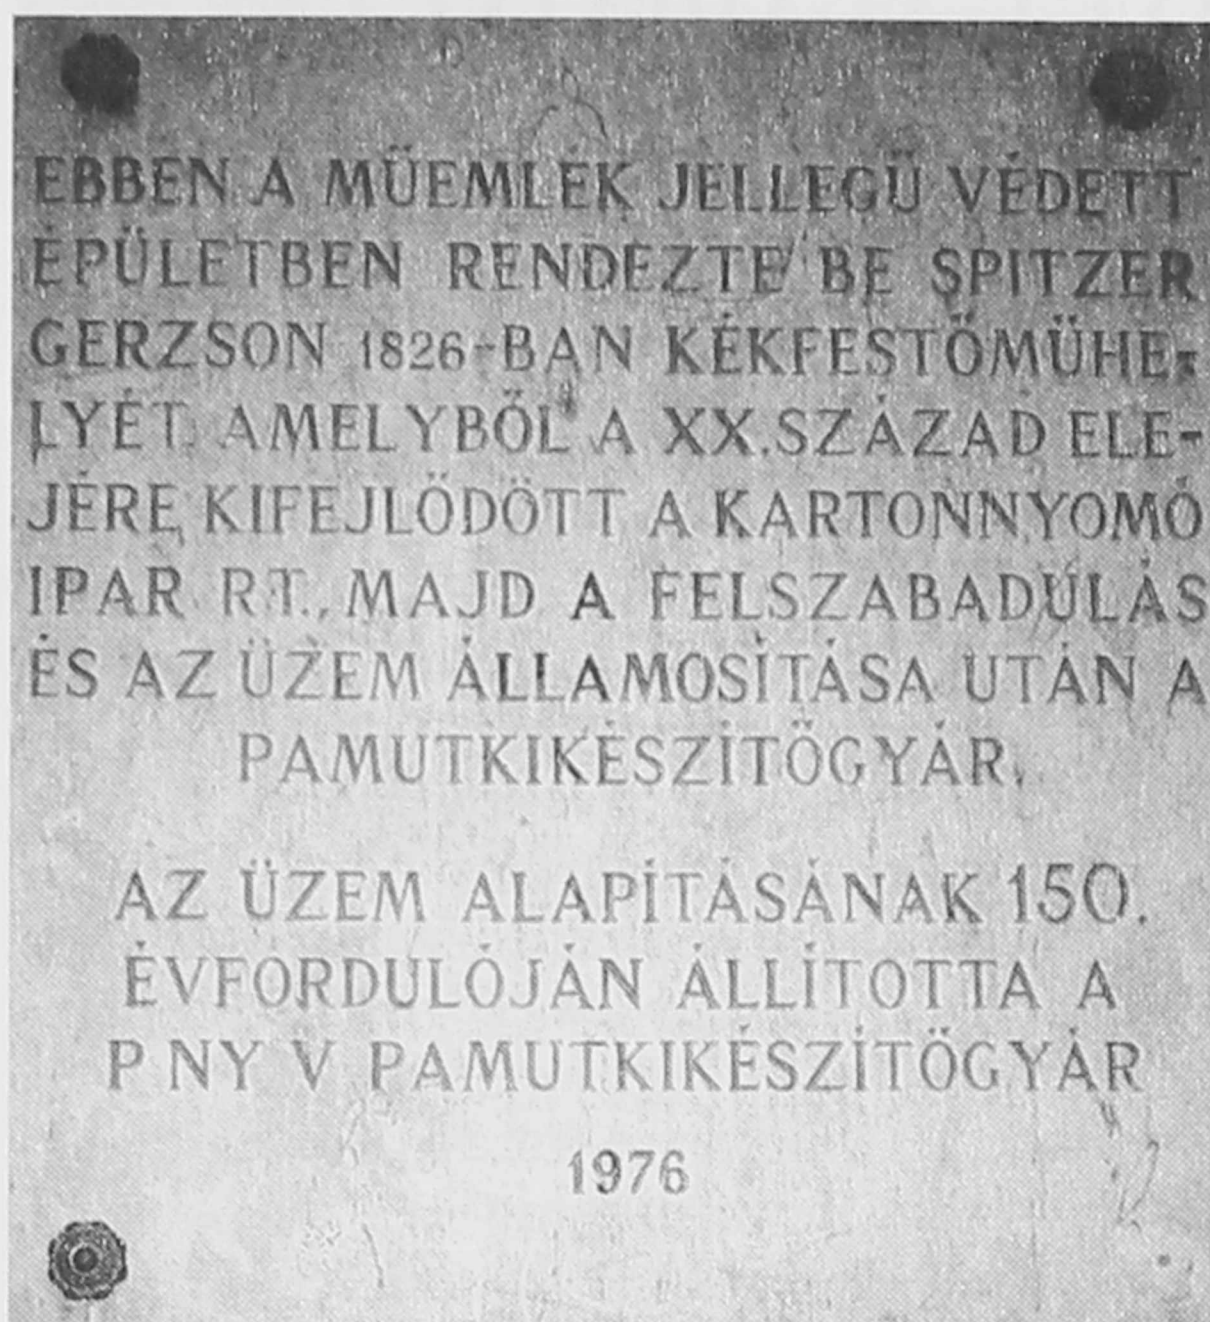 EBBEN A MŰEMLÉK JELLEGŰ VÉDETT
ÉPÜLETBEN RENDEZTE BE SPITZER
GERZSON 1826-BAN KÉKFESTŐMŰHE-
LYÉT, AMELYBŐL A XX. SZÁZAD ELE-
JÉRE KIFEJLŐDÖTT A KARTONNYOMÓ
IPAR RT., MAJD A FELSZABADULÁS
ÉS AZ ÜZEM ÁLLAMOSÍTÁSA UTÁN A
PAMUTKIKÉSZÍTŐGYÁR.
AZ ÜZEM ALAPÍTÁSÁNAK 150.
ÉVFORDULÓJÁN ÁLLÍTOTTA A
P NY V PAMUTKIKÉSZÍTŐGYÁR
1976